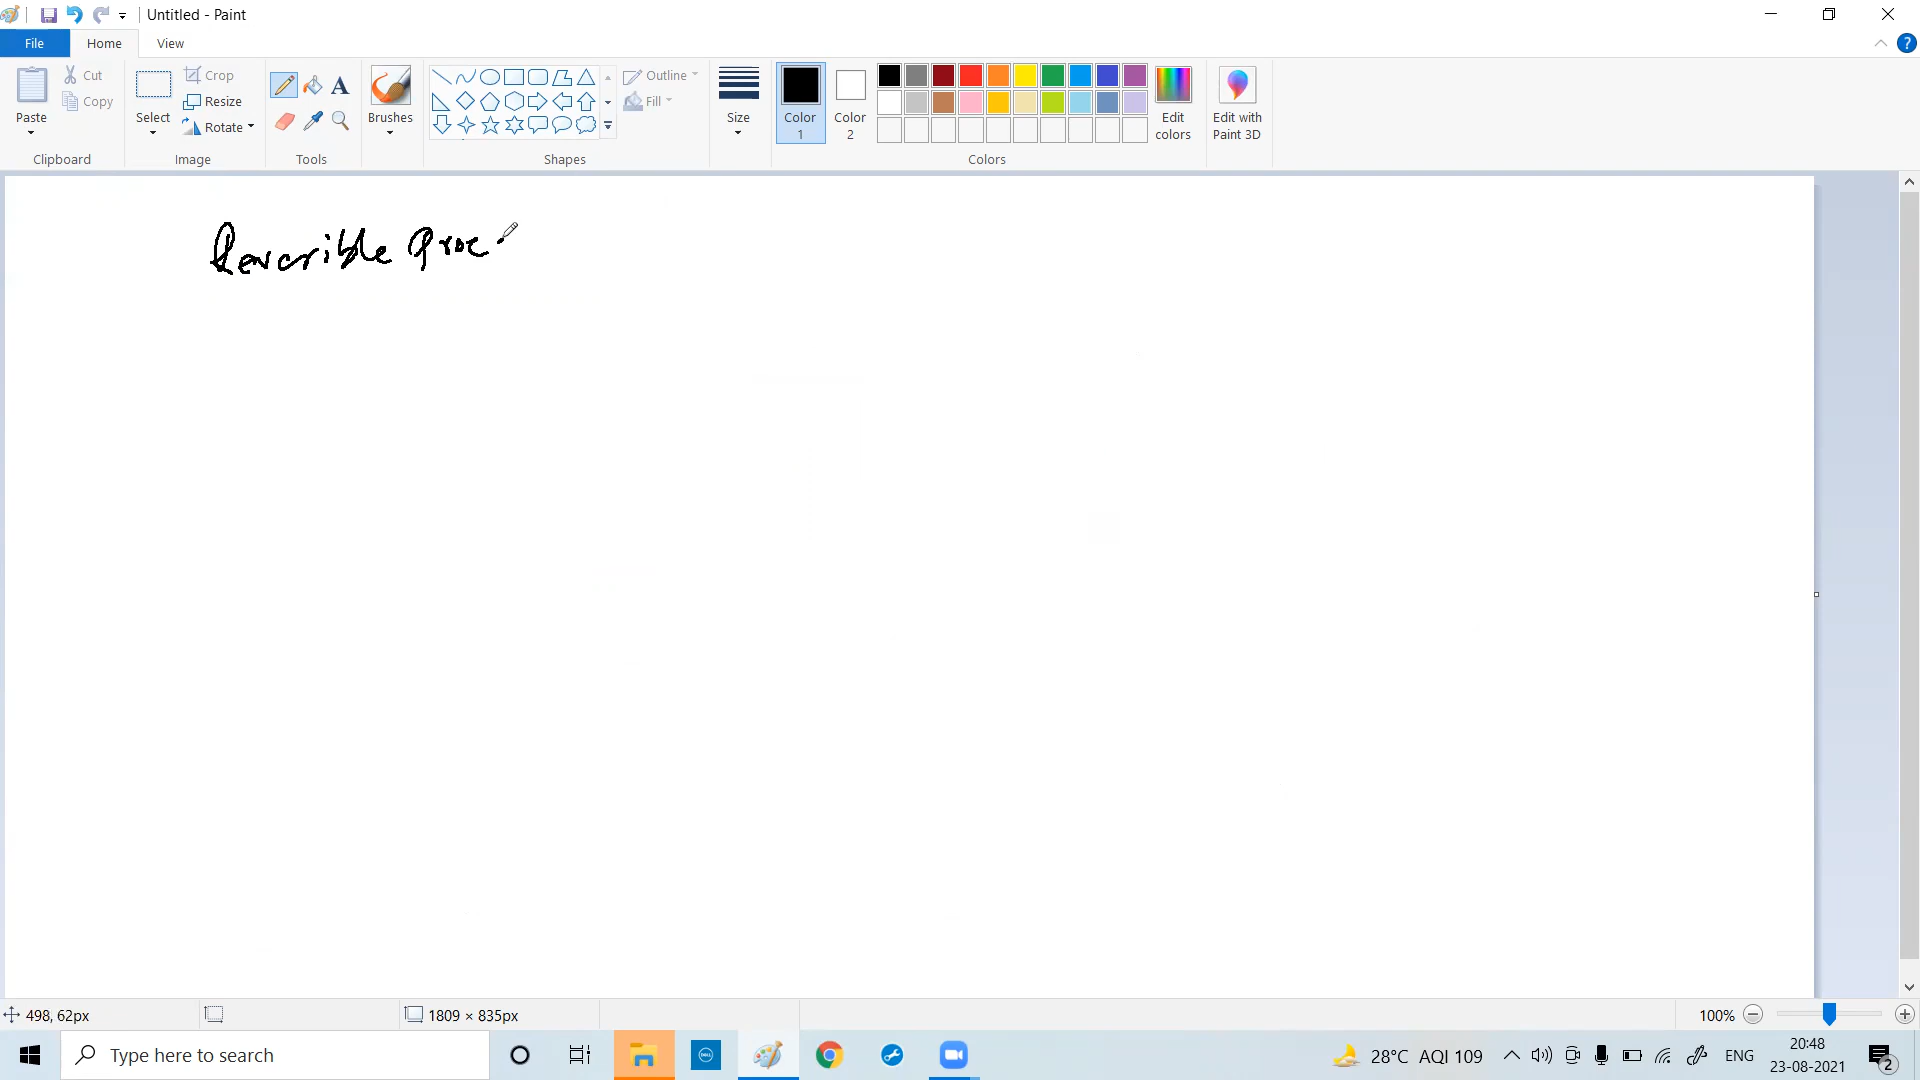 Untitled - Paint
File Home View
Cut
Copy
Paste
Clipboard
Select
Crop
Resize
Rotate
Image
Tools
Brushes
Outline
Fill
Shapes
Size
Color 1
Color 2
Edit colors
Colors
Edit with Paint 3D
Reversible Proc
498, 62px
1809 × 835px
100%
Type here to search
DELL
28°C AQI 109
ENG
20:48
23-08-2021
2